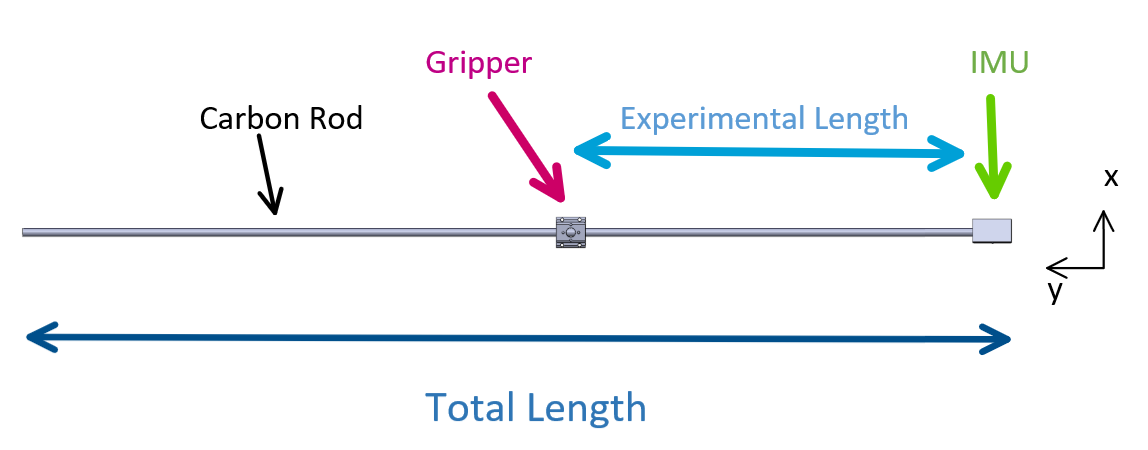 Gripper
IMU
Carbon Rod
Experimental Length
x
y
Total Length